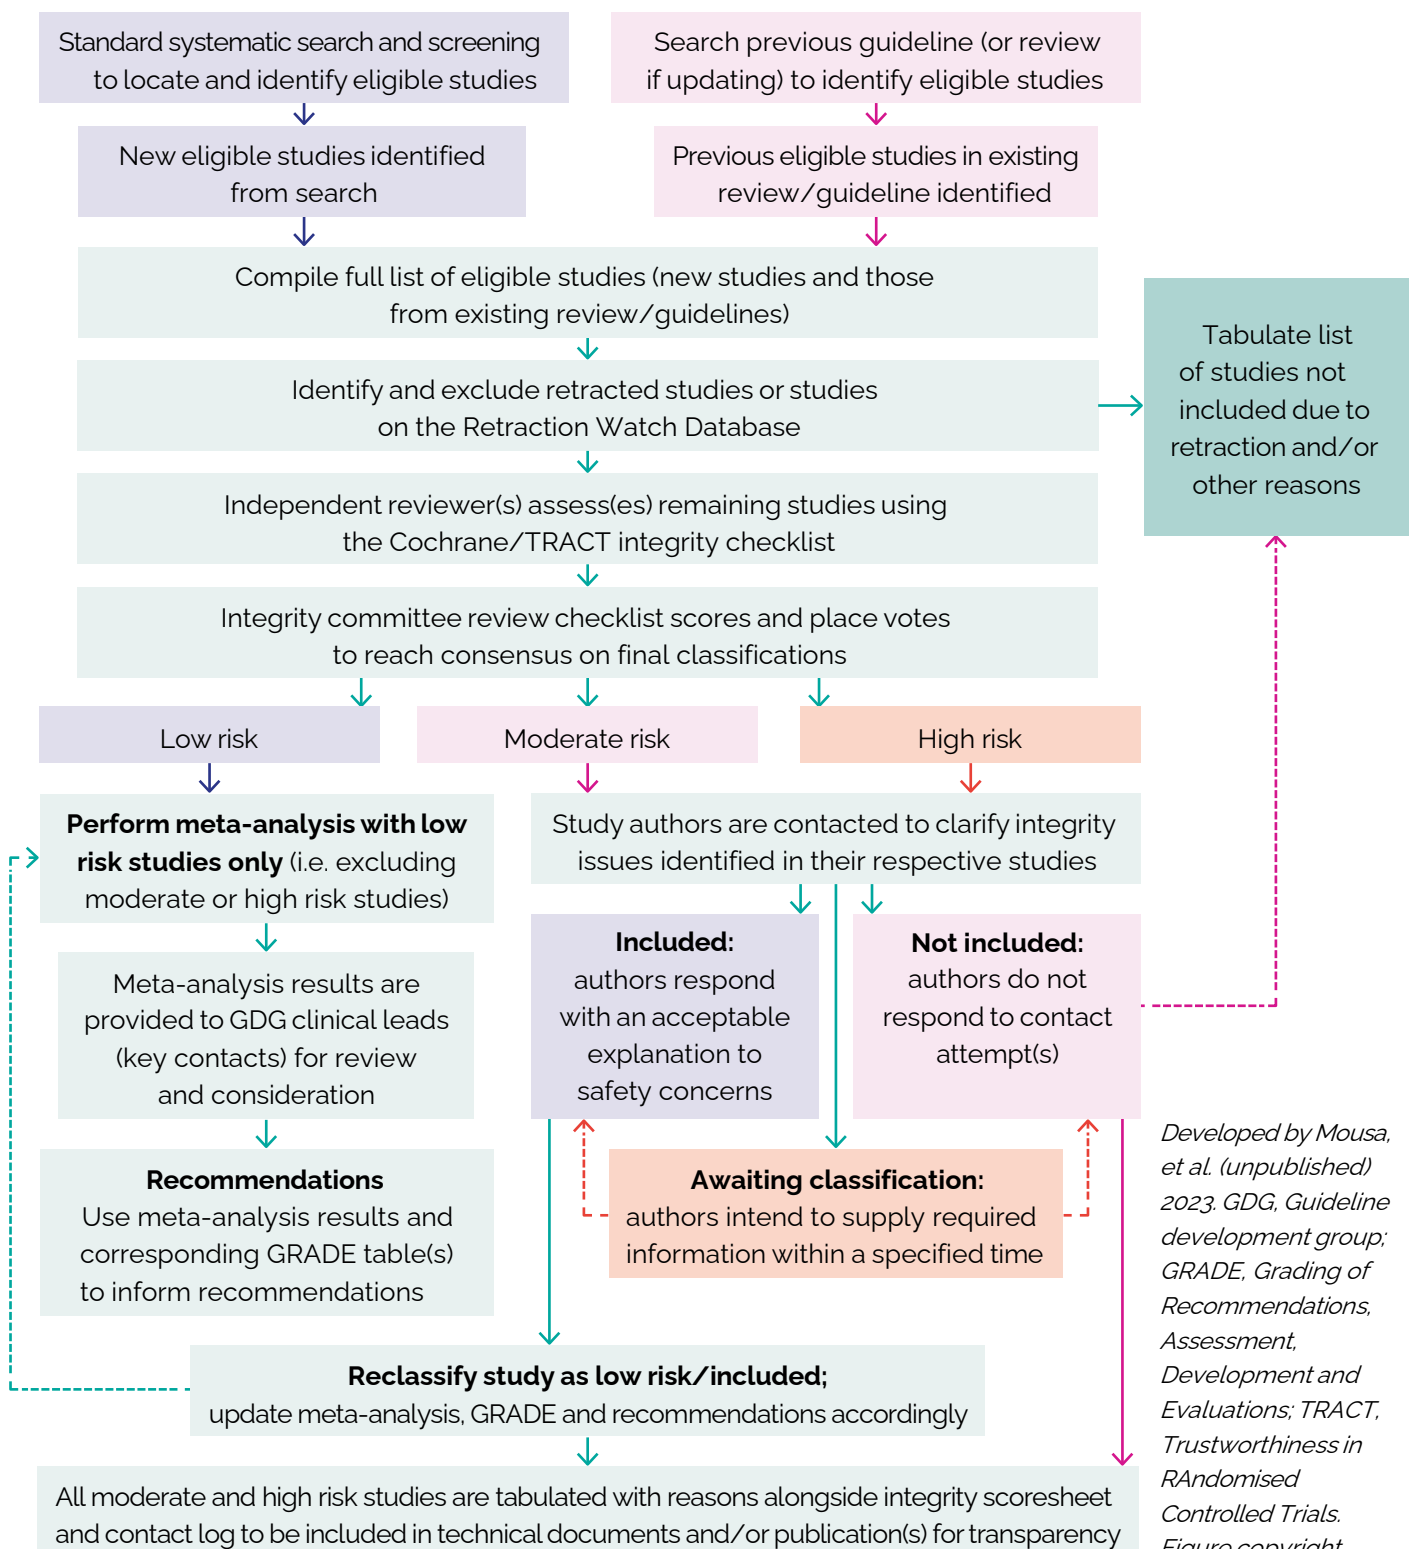 Standard systematic search and screening
to locate and identify eligible studies
Search previous guideline (or review
if updating) to identify eligible studies
New eligible studies identified
from search
Previous eligible studies in existing
review/guideline identified
Compile full list of eligible studies (new studies and those
from existing review/guidelines)
Identify and exclude retracted studies or studies
on the Retraction Watch Database
Tabulate list
of studies not
included due to
retraction and/or
other reasons
Independent reviewer(s) assess(es) remaining studies using
the Cochrane/TRACT integrity checklist
Integrity committee review checklist scores and place votes
to reach consensus on final classifications
Low risk
Moderate risk
High risk
Perform meta-analysis with low
risk studies only (i.e. excluding
moderate or high risk studies)
Study authors are contacted to clarify integrity
issues identified in their respective studies
Meta-analysis results are
provided to GDG clinical leads
(key contacts) for review
and consideration
Included:
authors respond
with an acceptable
explanation to
safety concerns
Not included:
authors do not
respond to contact
attempt(s)
Recommendations
Use meta-analysis results and
corresponding GRADE table(s)
to inform recommendations
Awaiting classification:
authors intend to supply required
information within a specified time
Reclassify study as low risk/included;
update meta-analysis, GRADE and recommendations accordingly
All moderate and high risk studies are tabulated with reasons alongside integrity scoresheet
and contact log to be included in technical documents and/or publication(s) for transparency
Developed by Mousa,
et al. (unpublished)
2023. GDG, Guideline
development group;
GRADE, Grading of
Recommendations,
Assessment,
Development and
Evaluations; TRACT,
Trustworthiness in
RAndomised
Controlled Trials.
Figure copyright